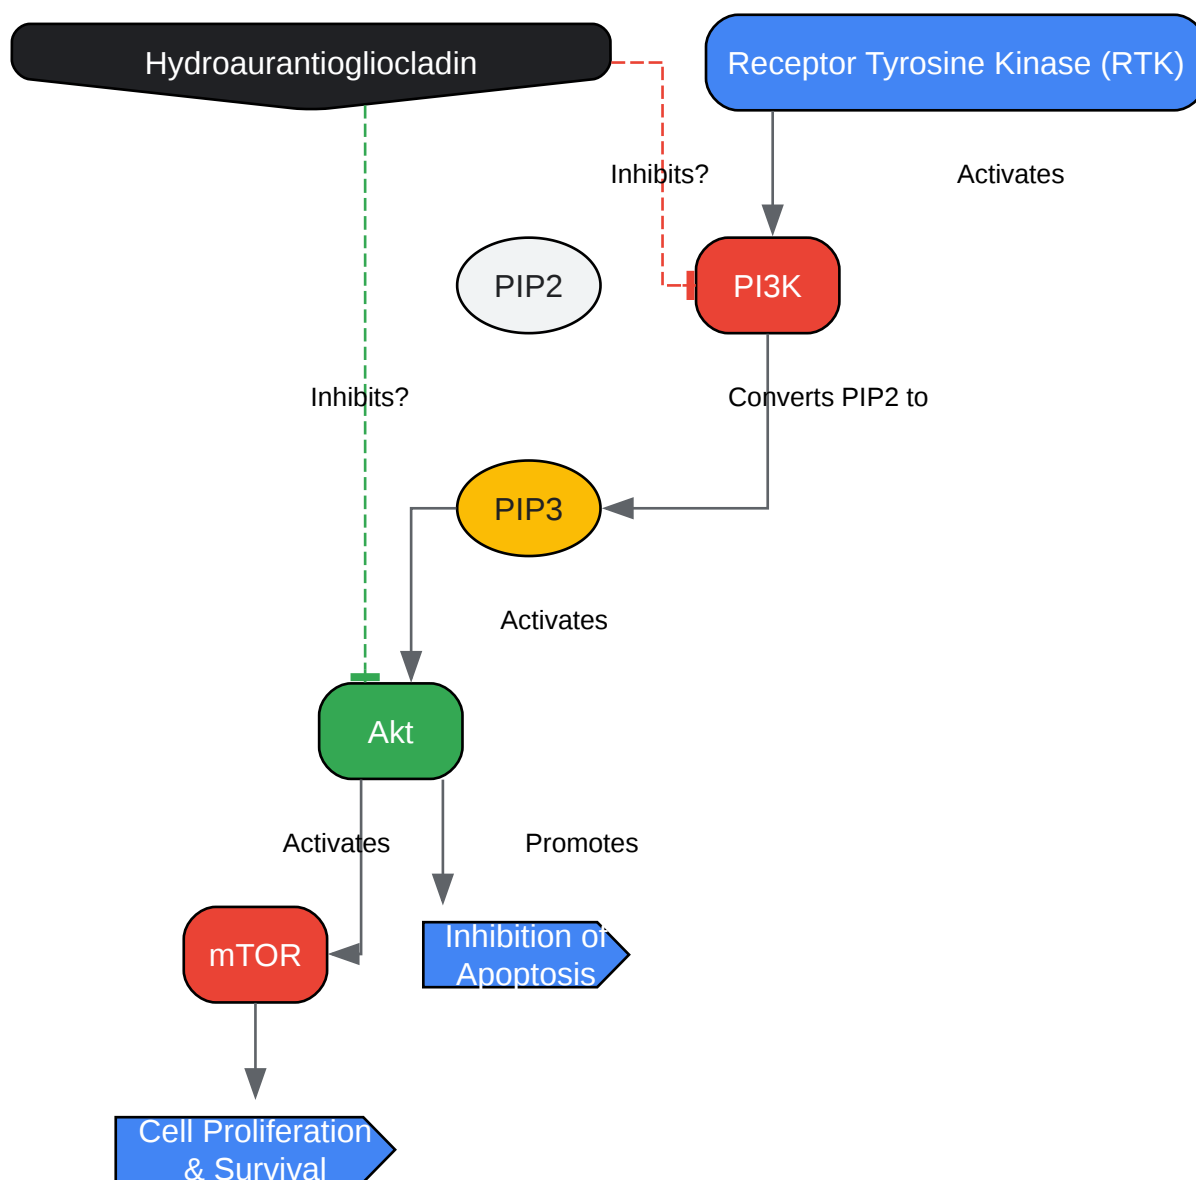 Hydroaurantiogliocladin
Receptor Tyrosine Kinase (RTK)
Inhibits?
Activates
PIP2
PI3K
Inhibits?
Converts PIP2 to
PIP3
Activates
Akt
Activates
Promotes
mTOR
Inhibition of
Apoptosis
Cell Proliferation
& Survival